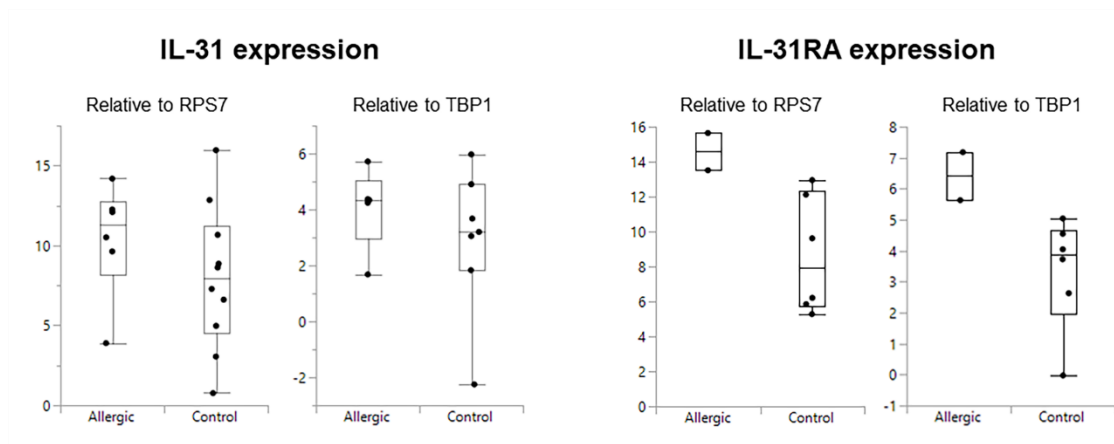 IL-31 expression
IL-31RA expression
Relative to RPS7
Relative to TBP1
Relative to RPS7
Relative to TBP1
15
10
5
0
Allergic
Control
6
4
2
0
-2
Allergic
Control
16
14
12
10
8
6
4
2
0
Allergic
Control
8
7
6
5
4
3
2
1
0
-1
Allergic
Control